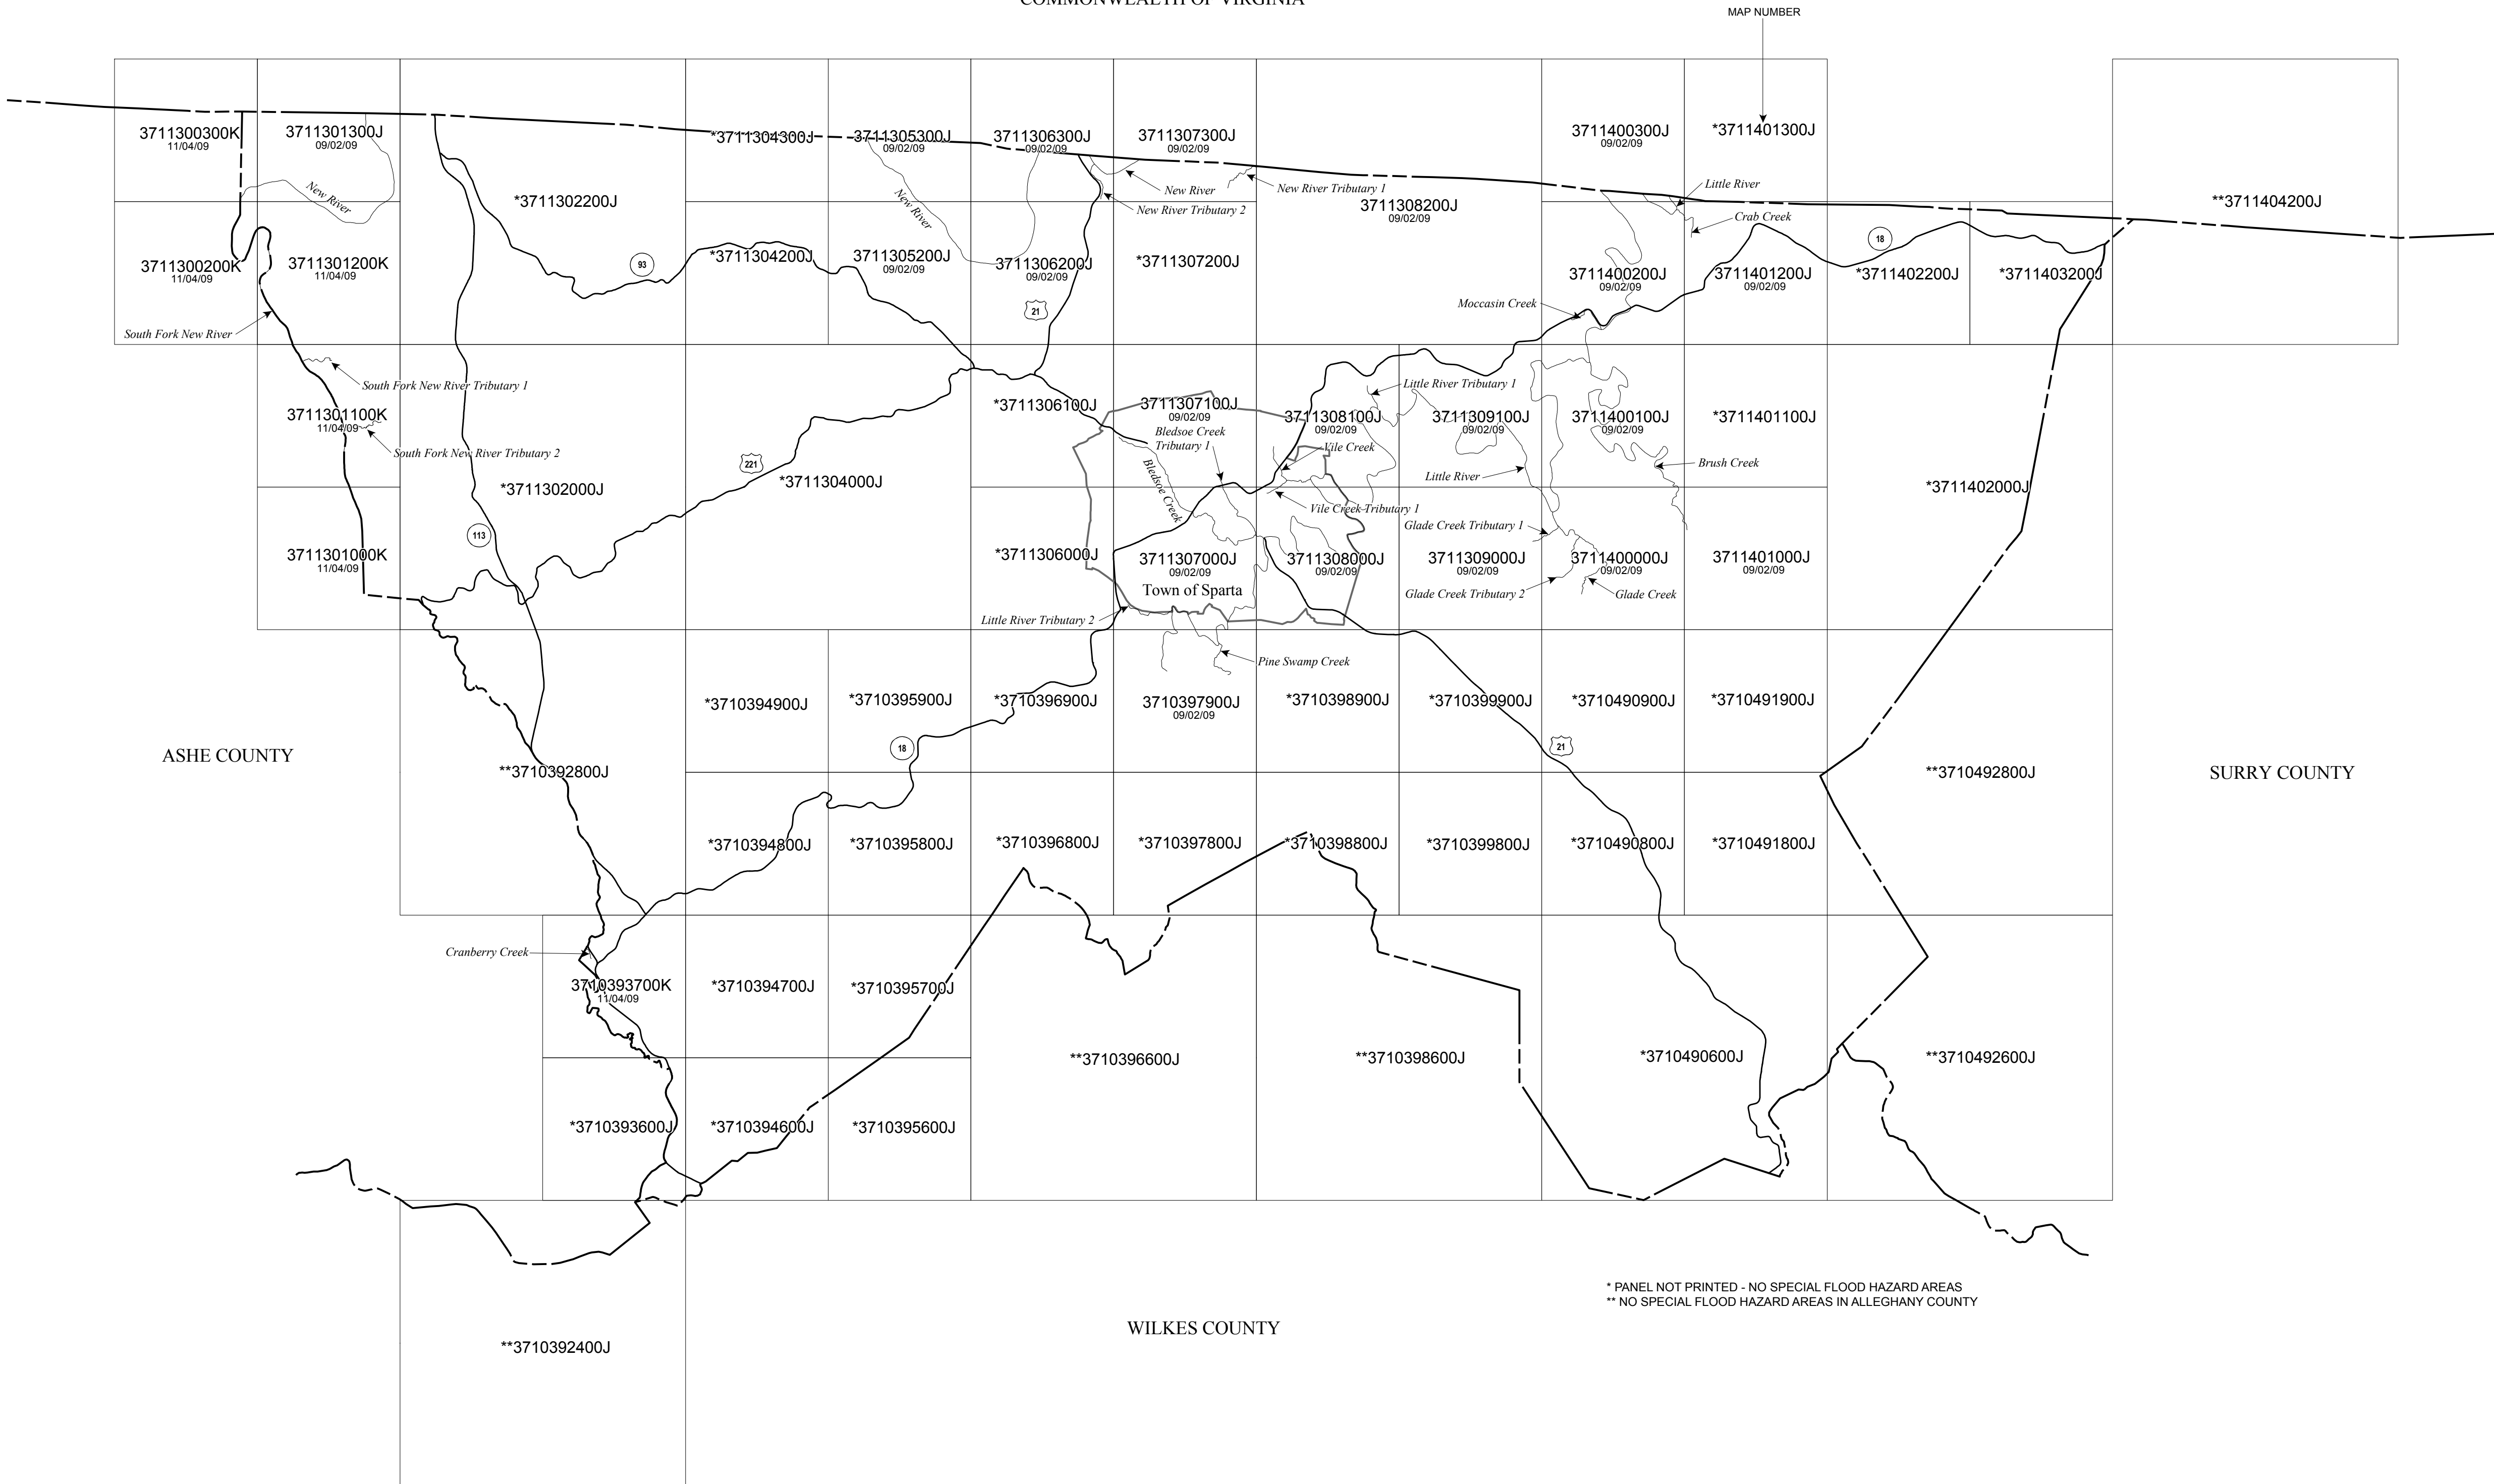 COMMONWEALTH OF VIRGINIA
MAP NUMBER
3711300300K
11/04/09
3711301300J
09/02/09
*3711304300J
3711305300J
09/02/09
3711306300J
09/02/09
3711307300J
09/02/09
3711400300J
09/02/09
*3711401300J
New River
*3711302200J
New River
New River
New River Tributary 2
New River Tributary 1
3711308200J
09/02/09
Little River
Crab Creek
**3711404200J
3711300200K
11/04/09
3711301200K
11/04/09
93
*3711304200J
3711305200J
09/02/09
3711306200J
09/02/09
*3711307200J
3711400200J
09/02/09
3711401200J
09/02/09
18
*3711402200J
*3711403200J
21
Moccasin Creek
South Fork New River
South Fork New River Tributary 1
3711301100K
11/04/09
South Fork New River Tributary 2
*3711302000J
221
*3711304000J
*3711306100J
3711307100J
09/02/09
Bledsoe Creek
Tributary 1
Bledsoe Creek
3711308100J
09/02/09
Vile Creek
Little River Tributary 1
3711309100J
09/02/09
Little River
3711400100J
09/02/09
Brush Creek
*3711401100J
*3711402000J
113
3711301000K
11/04/09
*3711306000J
3711307000J
09/02/09
Town of Sparta
Vile Creek Tributary 1
3711308000J
09/02/09
Glade Creek Tributary 1
3711309000J
09/02/09
3711400000J
09/02/09
3711401000J
09/02/09
Glade Creek Tributary 2
Glade Creek
Little River Tributary 2
Pine Swamp Creek
*3710394900J
*3710395900J
*3710396900J
3710397900J
09/02/09
*3710398900J
*3710399900J
*3710490900J
*3710491900J
18
21
ASHE COUNTY
**3710392800J
**3710492800J
SURRY COUNTY
*3710394800J
*3710395800J
*3710396800J
*3710397800J
*3710398800J
*3710399800J
*3710490800J
*3710491800J
Cranberry Creek
3710393700K
11/04/09
*3710394700J
*3710395700J
**3710396600J
**3710398600J
*3710490600J
**3710492600J
*3710393600J
*3710394600J
*3710395600J
* PANEL NOT PRINTED - NO SPECIAL FLOOD HAZARD AREAS
** NO SPECIAL FLOOD HAZARD AREAS IN ALLEGHANY COUNTY
WILKES COUNTY
**3710392400J